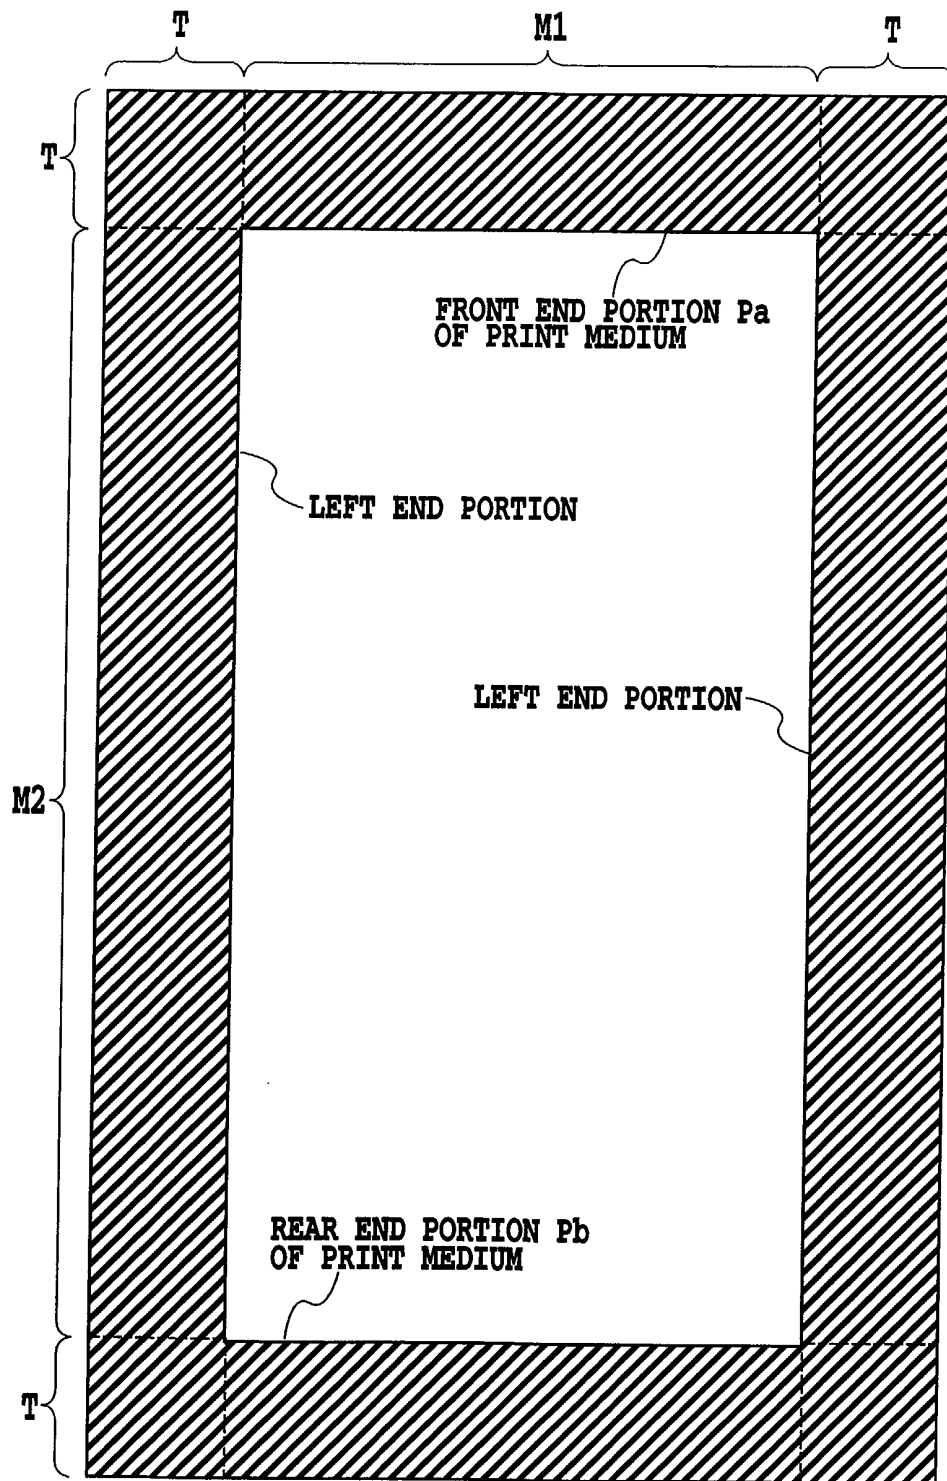 T
M1
T
T
FRONT END PORTION Pa
OF PRINT MEDIUM
LEFT END PORTION
LEFT END PORTION
M2
REAR END PORTION Pb
OF PRINT MEDIUM
T